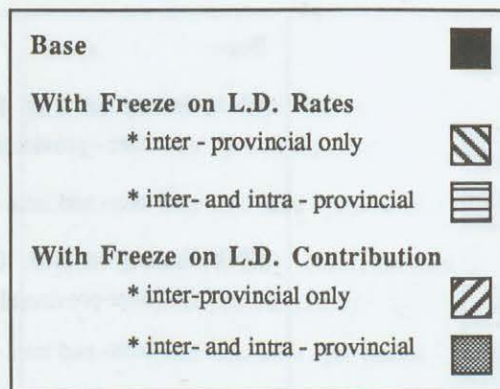 Base
With Freeze on L.D. Rates
* inter - provincial only
* inter- and intra - provincial
With Freeze on L.D. Contribution
* inter-provincial only
* inter- and intra - provincial